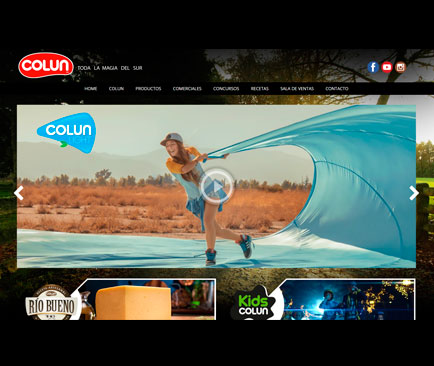 COLUN TODA LA MAGIA DEL SUR
HOME COLUN PRODUCTOS COMERCIALES CONCURSOS RECETAS SALA DE VENTAS CONTACTO
COLUN
RÍO BUENO
Kids
COLUN